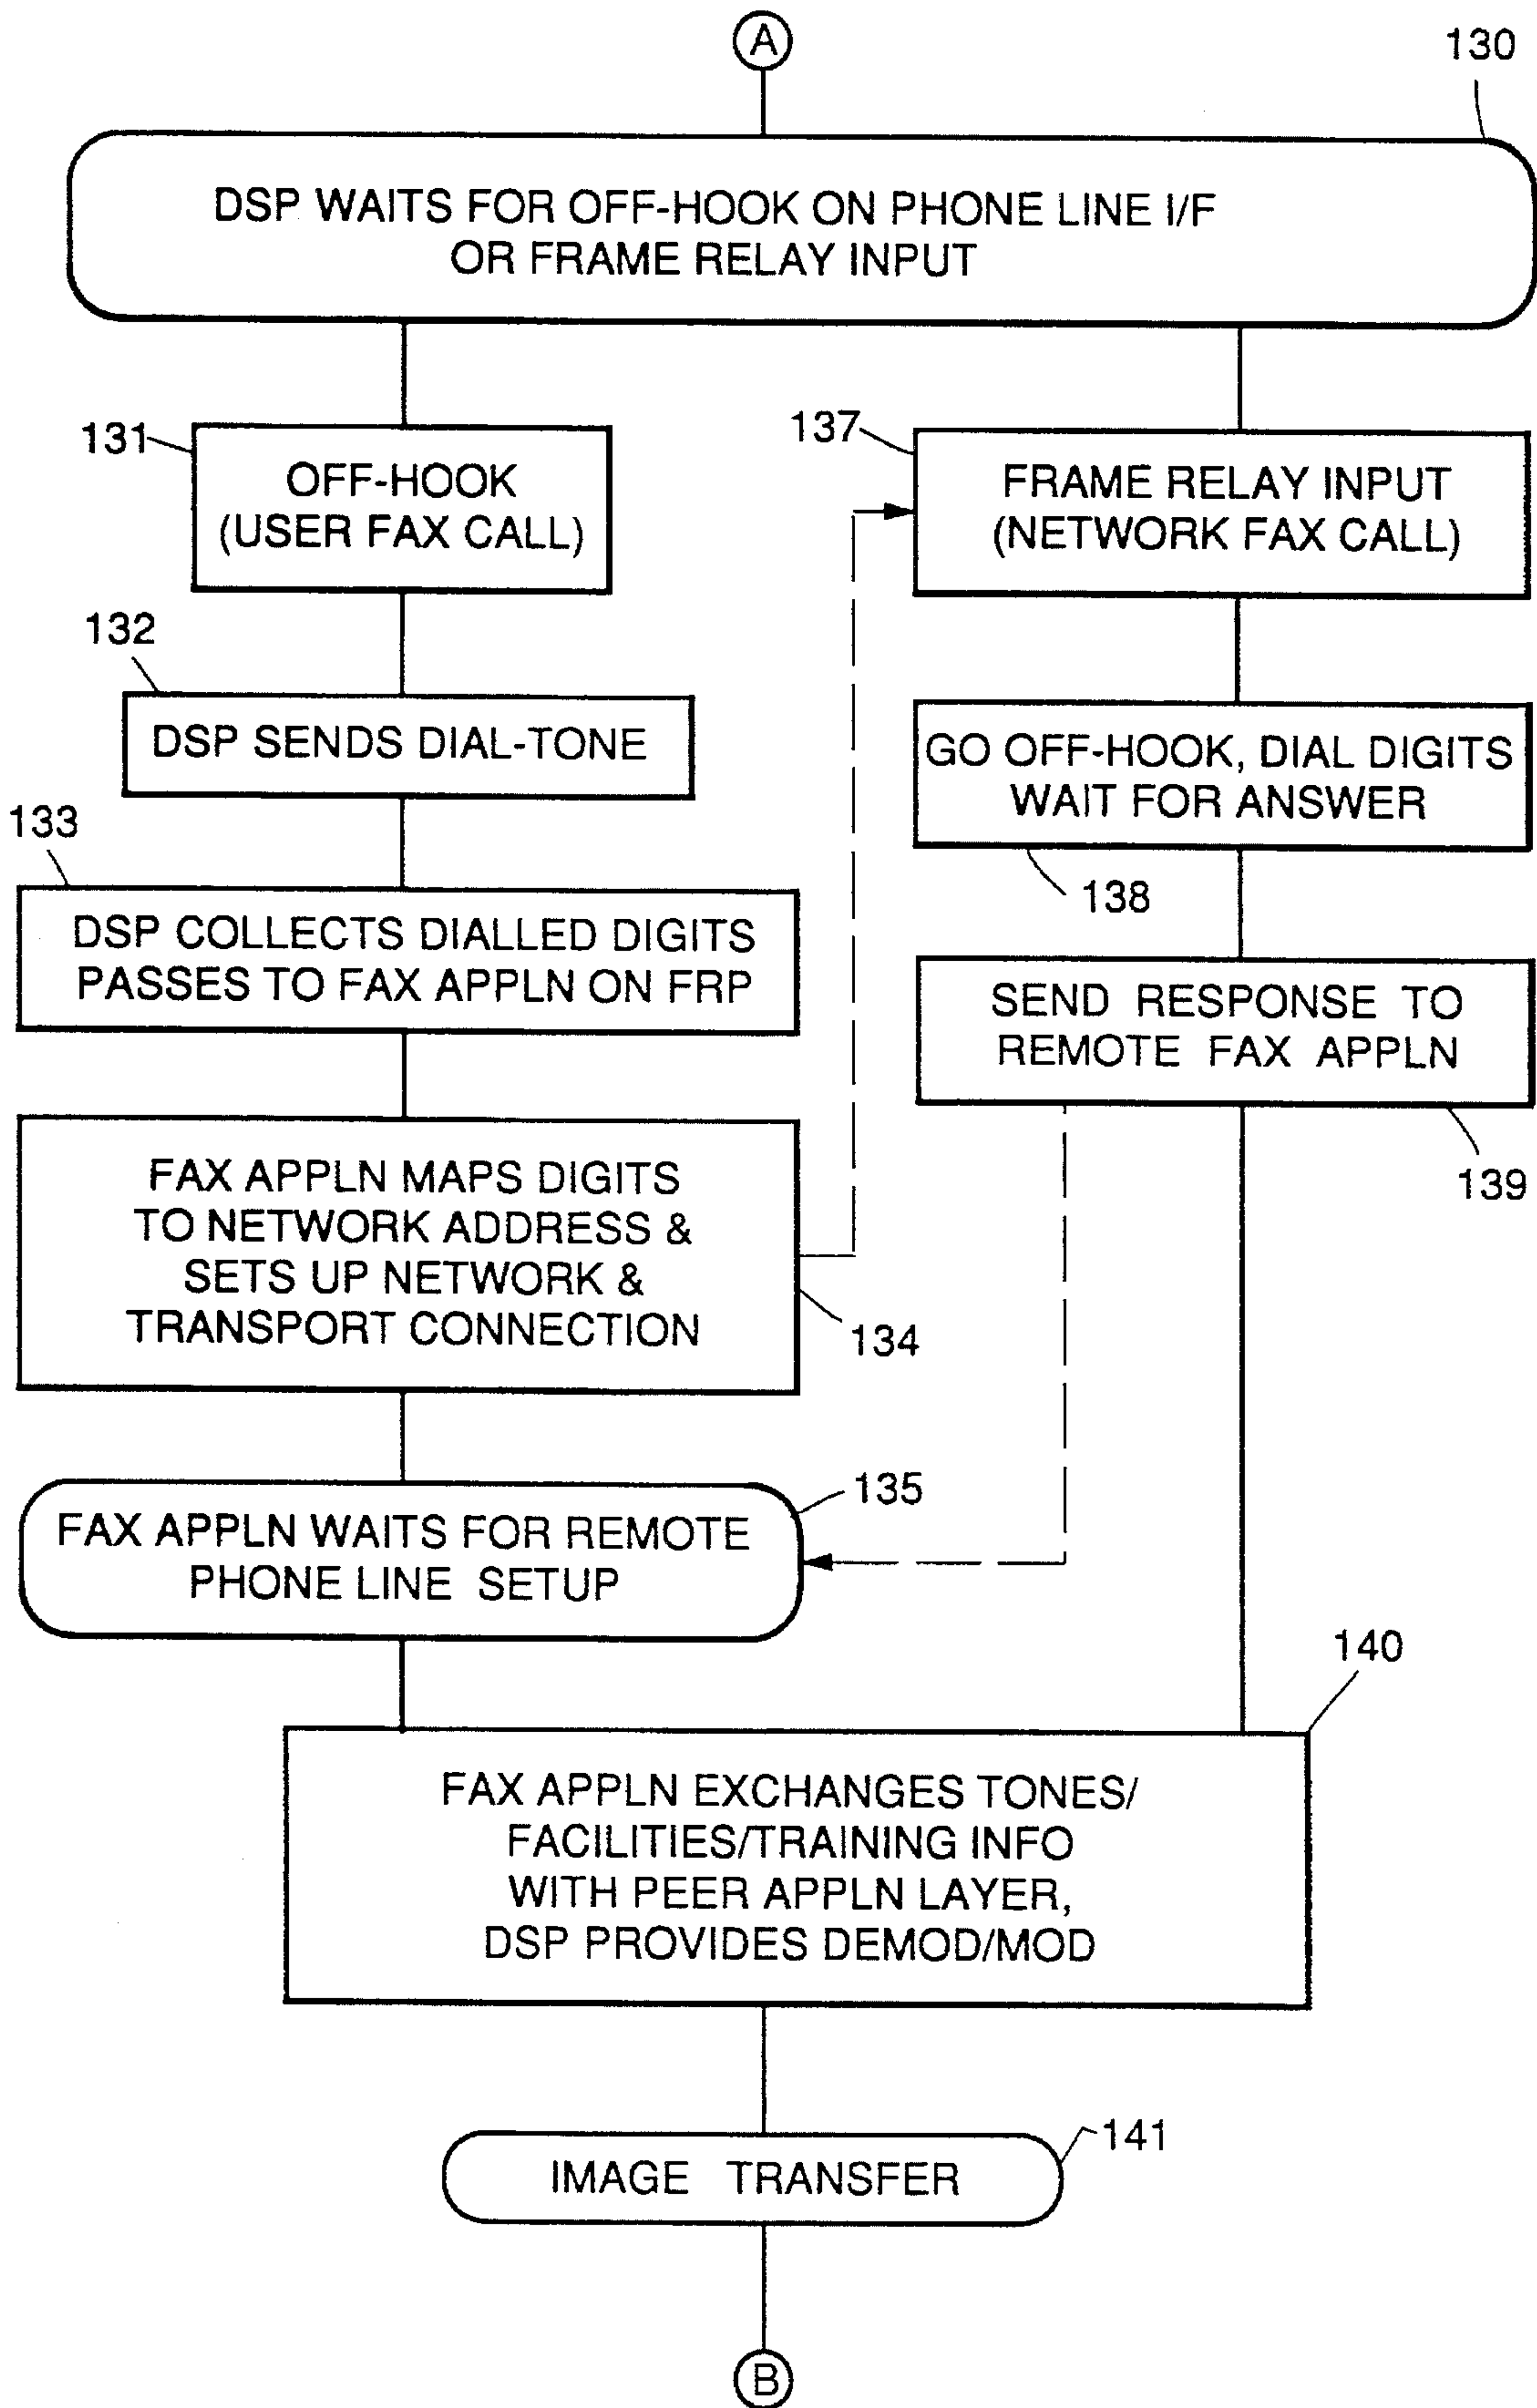 A
130
DSP WAITS FOR OFF-HOOK ON PHONE LINE I/F
OR FRAME RELAY INPUT
131
OFF-HOOK
(USER FAX CALL)
132
DSP SENDS DIAL-TONE
133
DSP COLLECTS DIALLED DIGITS
PASSES TO FAX APPLN ON FRP
FAX APPLN MAPS DIGITS
TO NETWORK ADDRESS &
SETS UP NETWORK &
TRANSPORT CONNECTION
134
135
FAX APPLN WAITS FOR REMOTE
PHONE LINE SETUP
137
FRAME RELAY INPUT
(NETWORK FAX CALL)
GO OFF-HOOK, DIAL DIGITS
WAIT FOR ANSWER
138
SEND RESPONSE TO
REMOTE FAX APPLN
139
140
FAX APPLN EXCHANGES TONES/
FACILITIES/TRAINING INFO
WITH PEER APPLN LAYER,
DSP PROVIDES DEMOD/MOD
141
IMAGE TRANSFER
B